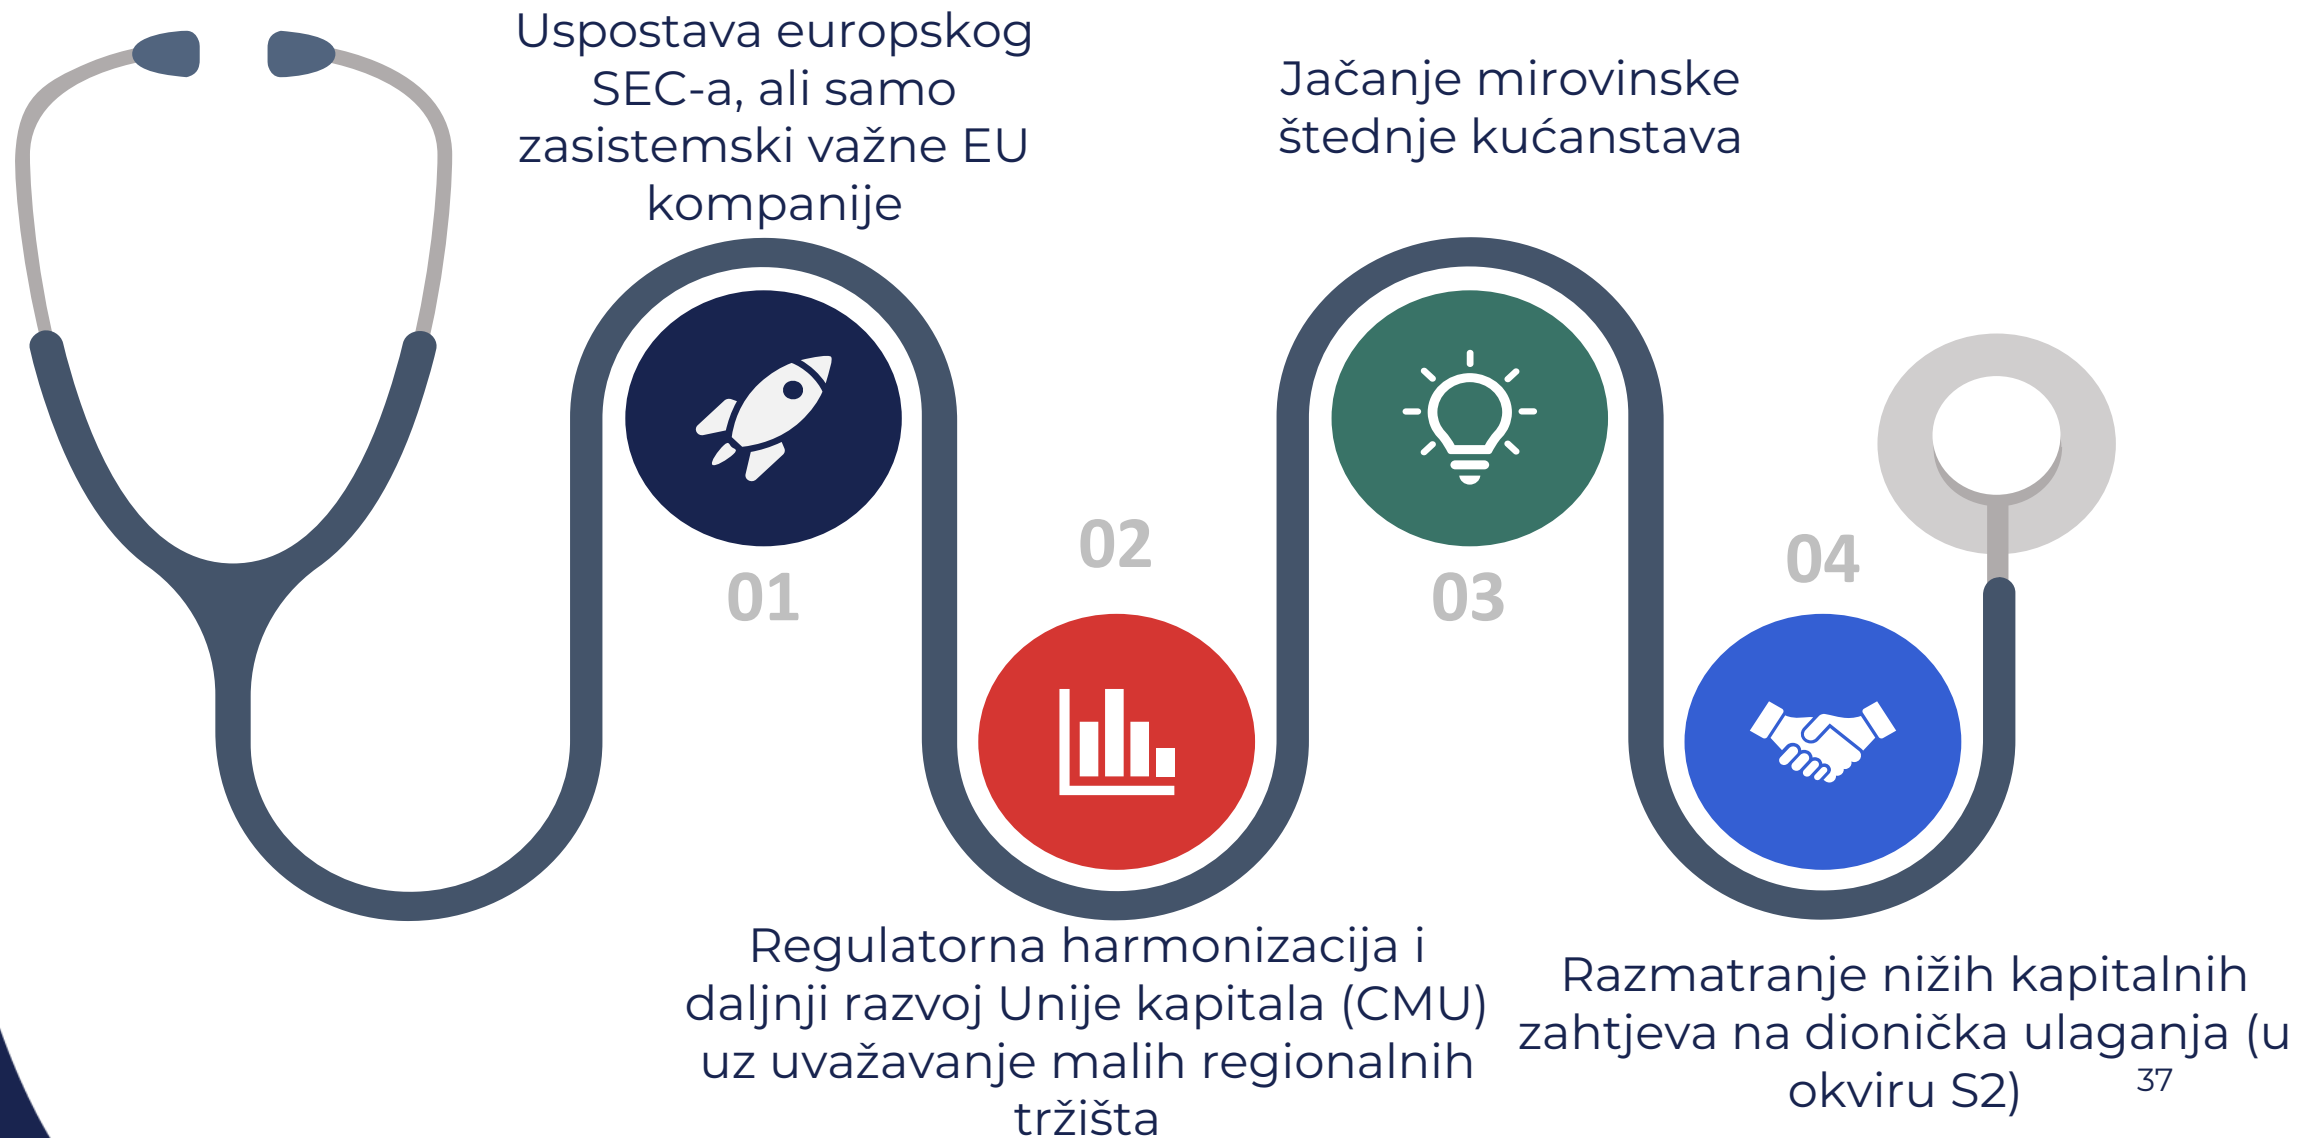 Uspostava europskog
SEC-a, ali samo
zasistemski važne EU
kompanije
01
02
Regulatorna harmonizacija i
daljnji razvoj Unije kapitala (CMU)
uz uvažavanje malih regionalnih
tržišta
Jačanje mirovinske
štednje kućanstava
03
04
Razmatranje nižih kapitalnih
zahtjeva na dionička ulaganja (u
okviru S2)
37